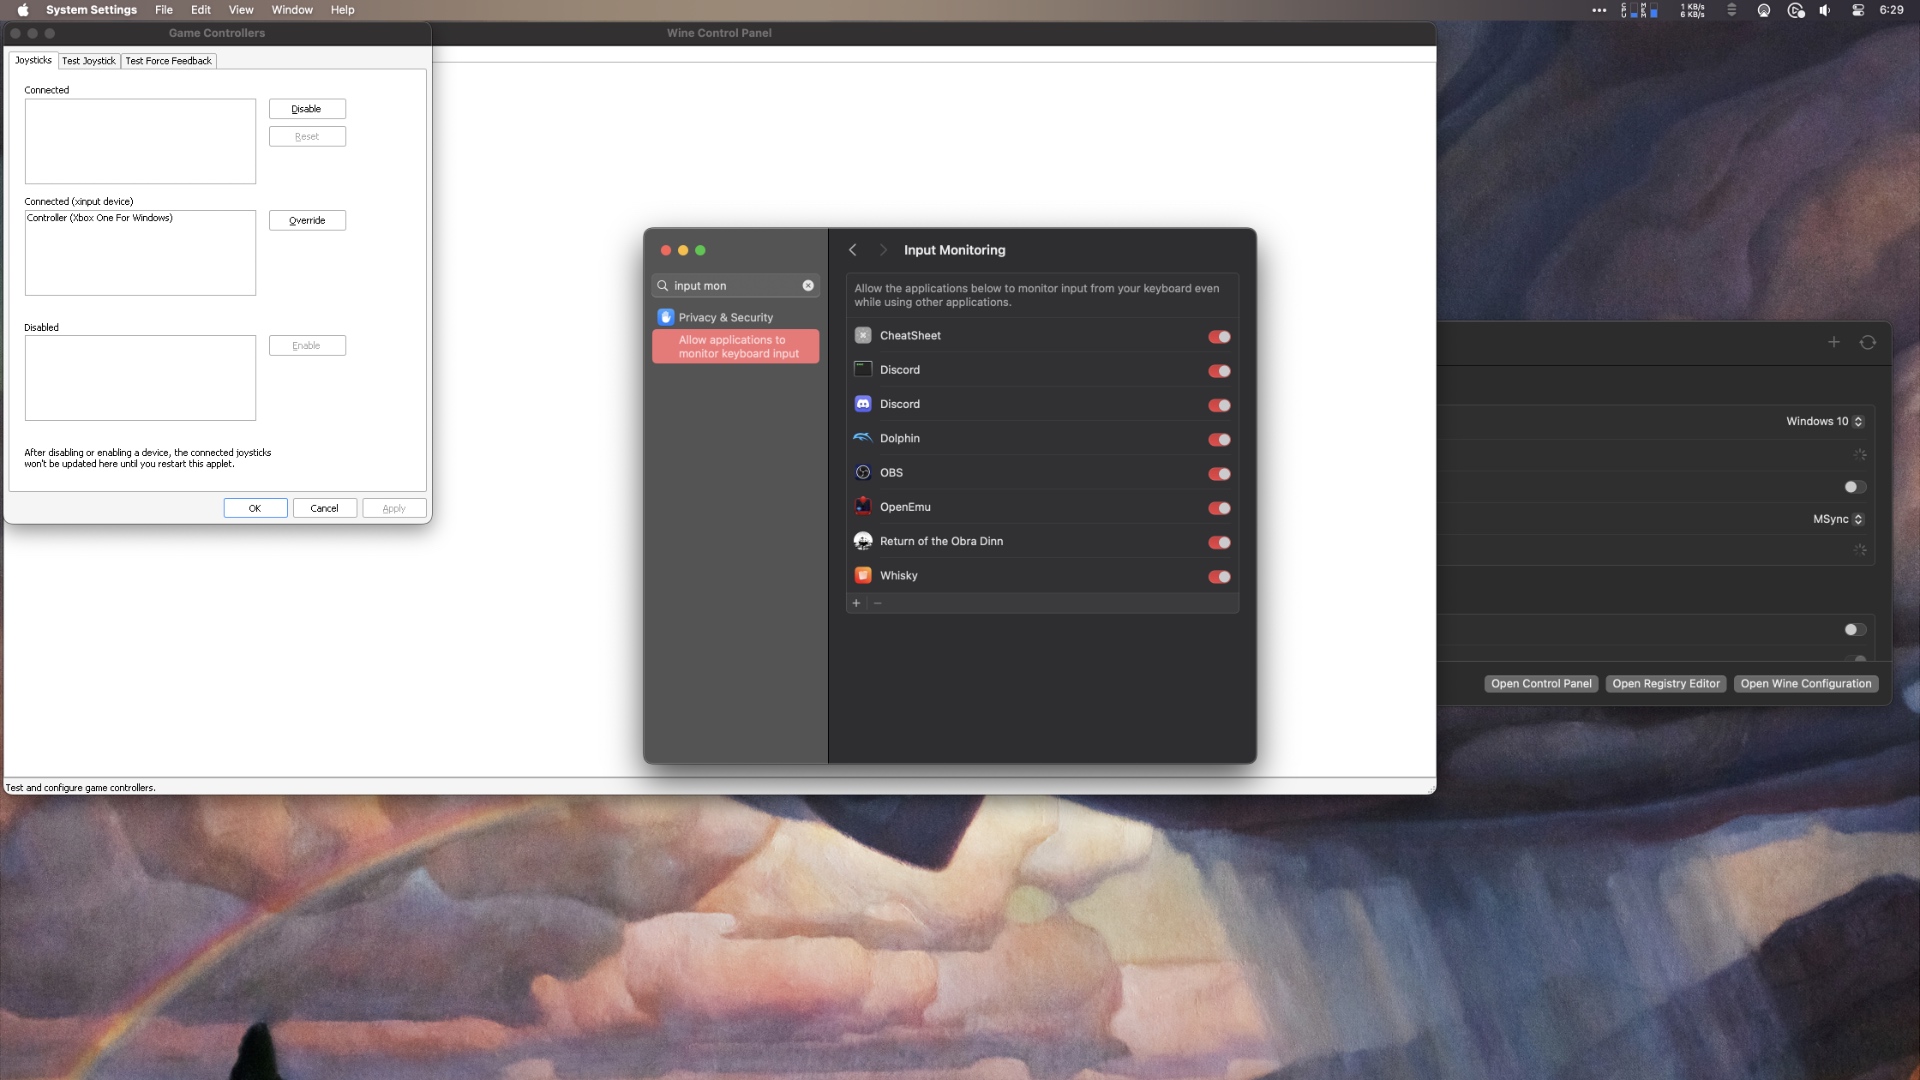 System Settings File Edit View Window Help
1 KB/s
6 KB/s
6:29
Game Controllers
Wine Control Panel
Joysticks Test Joystick Test Force Feedback
Connected
Disable
Reset
Connected (xinput device)
Controller (Xbox One For Windows)
Override
Disabled
Enable
After disabling or enabling a device, the connected joysticks
won't be updated here until you restart this applet.
OK Cancel Apply
Test and configure game controllers.
input mon
Privacy & Security
Allow applications to
monitor keyboard input
Input Monitoring
Allow the applications below to monitor input from your keyboard even
while using other applications.
CheatSheet
Discord
Discord
Dolphin
OBS
OpenEmu
Return of the Obra Dinn
Whisky
Windows 10
MSync
Open Control Panel Open Registry Editor Open Wine Configuration